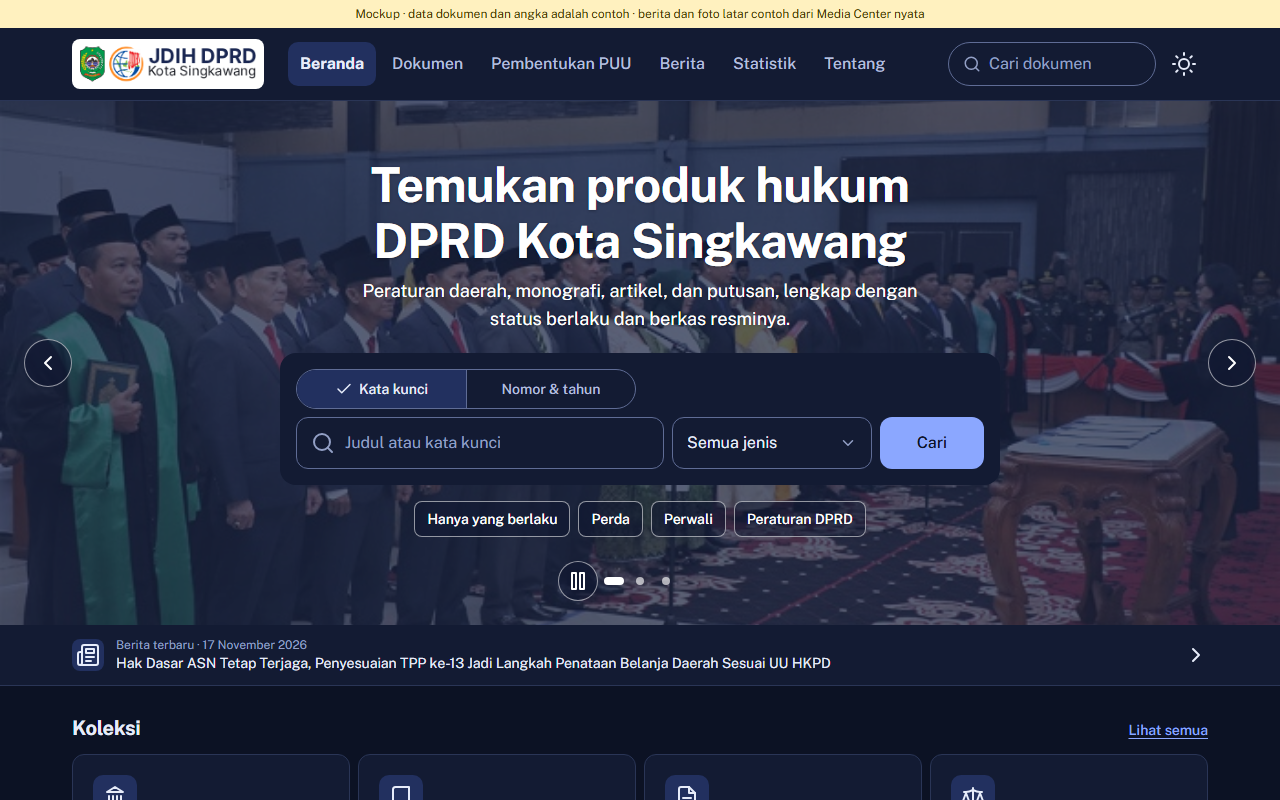 Mockup · data dokumen dan angka adalah contoh · berita dan foto latar contoh dari Media Center nyata
JDIH DPRD
Kota Singkawang
Beranda
Dokumen
Pembentukan PUU
Berita
Statistik
Tentang
Cari dokumen
Temukan produk hukum
DPRD Kota Singkawang
Peraturan daerah, monografi, artikel, dan putusan, lengkap dengan
status berlaku dan berkas resminya.
Kata kunci
Nomor & tahun
Judul atau kata kunci
Semua jenis
Cari
Hanya yang berlaku
Perda
Perwali
Peraturan DPRD
Berita terbaru · 17 November 2026
Hak Dasar ASN Tetap Terjaga, Penyesuaian TPP ke-13 Jadi Langkah Penataan Belanja Daerah Sesuai UU HKPD
Koleksi
Lihat semua